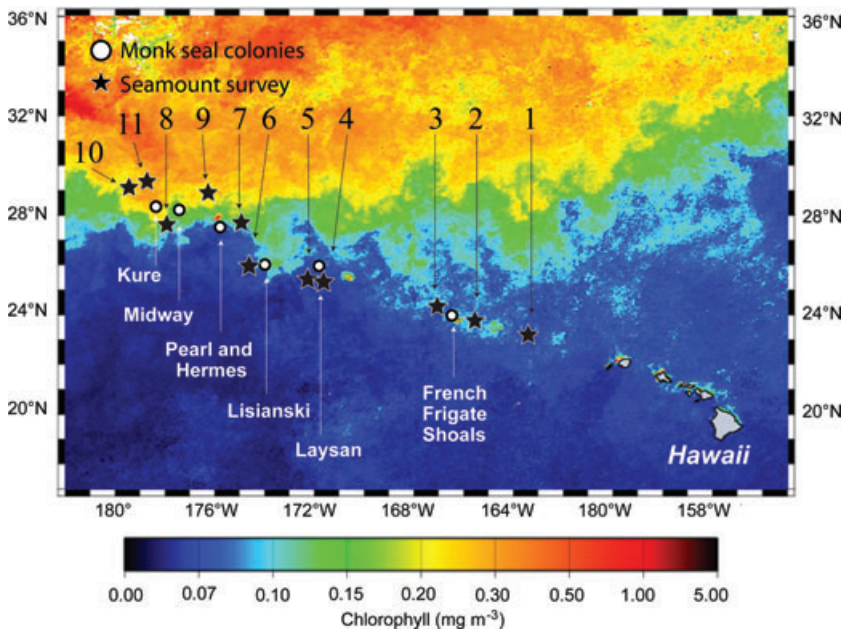 36°N
36°N
Monk seal colonies
Seamount survey
32°N
32°N
10
11
8
9
7
6
5
4
3
2
1
28°N
28°N
Kure
24°N
24°N
Midway
Pearl and
Hermes
Lisianski
French
Frigate
Shoals
20°N
20°N
Laysan
Hawaii
180°
176°W
172°W
168°W
164°W
180°W
158°W
0.00
0.07
0.10
0.15
0.20
0.30
0.50
1.00
5.00
Chlorophyll (mg m⁻³)